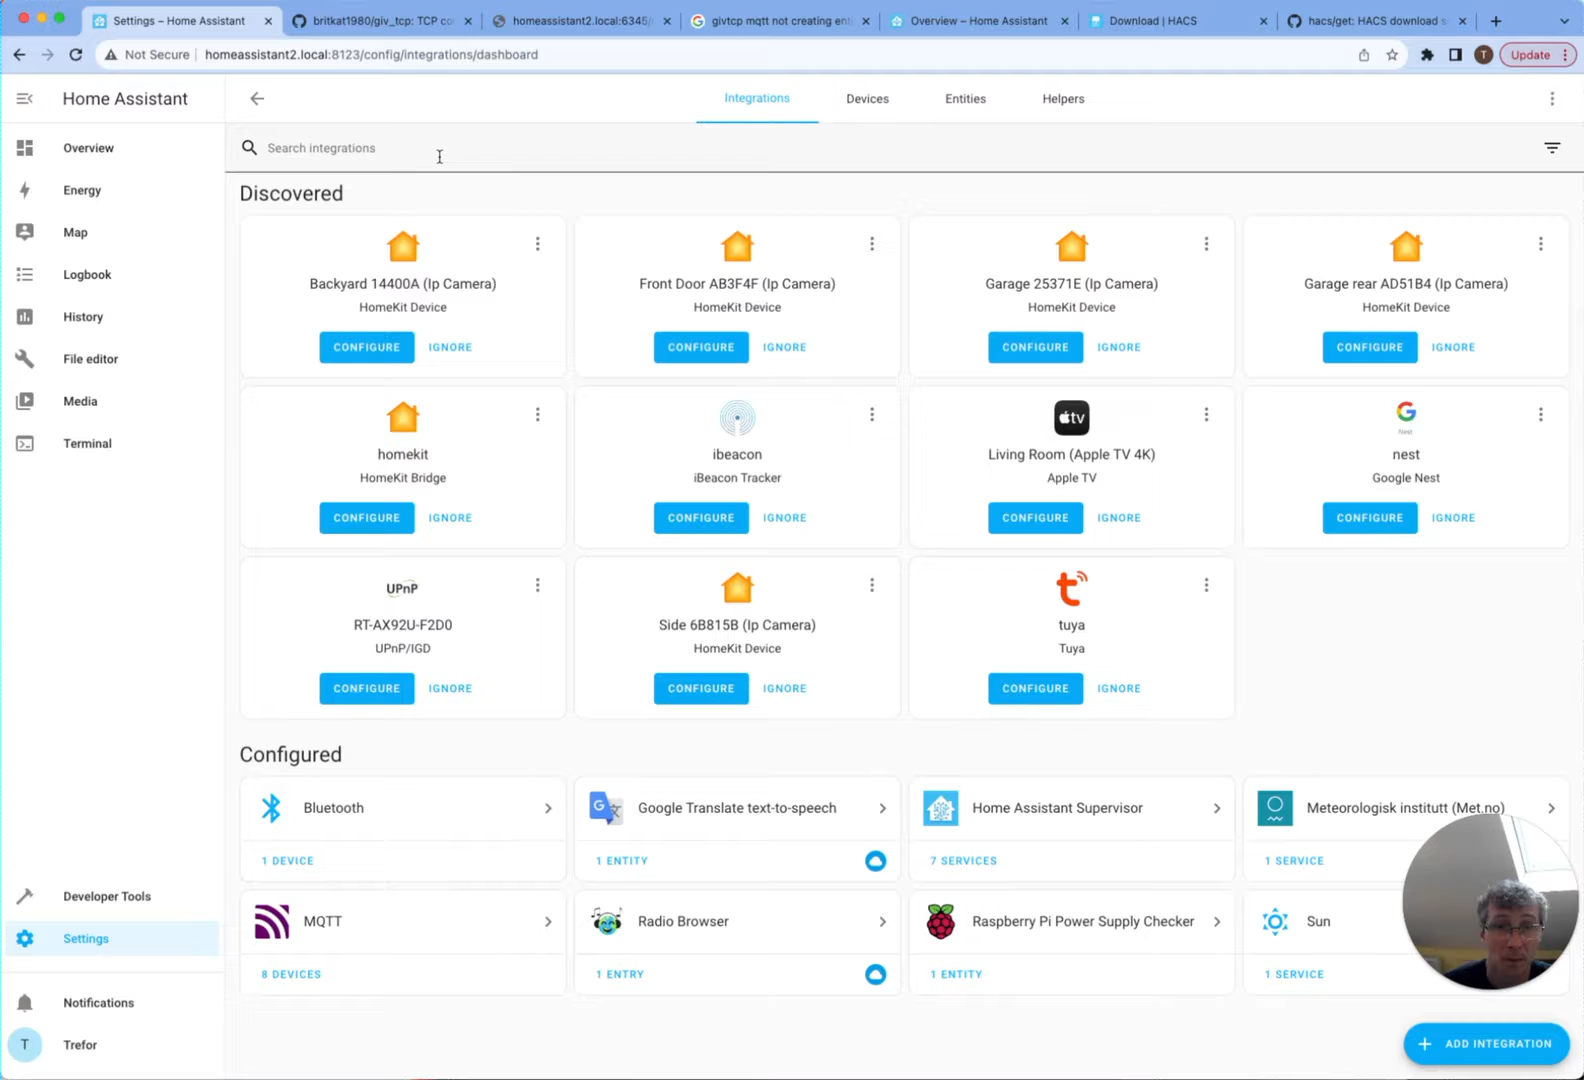 Settings – Home Assistant
britkat1980/giv_tcp: TCP co
homeassistant2.local:6345/
givtcp mqtt not creating ent
Overview – Home Assistant
Download | HACS
hacs/get: HACS download s
Not Secure
homeassistant2.local:8123/config/integrations/dashboard
T
Update
Home Assistant
Integrations
Devices
Entities
Helpers
Overview
Energy
Map
Logbook
History
File editor
Media
Terminal
Developer Tools
Settings
Notifications
T
Trefor
Search integrations
Discovered
Backyard 14400A (Ip Camera)
HomeKit Device
CONFIGURE
IGNORE
Front Door AB3F4F (Ip Camera)
HomeKit Device
CONFIGURE
IGNORE
Garage 25371E (Ip Camera)
HomeKit Device
CONFIGURE
IGNORE
Garage rear AD51B4 (Ip Camera)
HomeKit Device
CONFIGURE
IGNORE
homekit
HomeKit Bridge
CONFIGURE
IGNORE
ibeacon
iBeacon Tracker
CONFIGURE
IGNORE
tv
Living Room (Apple TV 4K)
Apple TV
CONFIGURE
IGNORE
Nest
nest
Google Nest
CONFIGURE
IGNORE
UPnP
RT-AX92U-F2D0
UPnP/IGD
CONFIGURE
IGNORE
Side 6B815B (Ip Camera)
HomeKit Device
CONFIGURE
IGNORE
tuya
Tuya
CONFIGURE
IGNORE
Configured
Bluetooth
1 DEVICE
Google Translate text-to-speech
1 ENTITY
Home Assistant Supervisor
7 SERVICES
Meteorologisk institutt (Met.no)
1 SERVICE
MQTT
8 DEVICES
Radio Browser
1 ENTRY
Raspberry Pi Power Supply Checker
1 ENTITY
Sun
1 SERVICE
ADD INTEGRATION